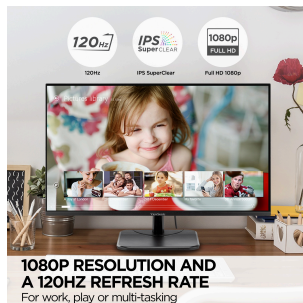 120Hz
IPS
SuperCLEAR
1080p
FULL HD
120Hz
IPS SuperClear
Full HD 1080p
ViewSonic
1080P RESOLUTION AND
A 120HZ REFRESH RATE
For work, play or multi-tasking